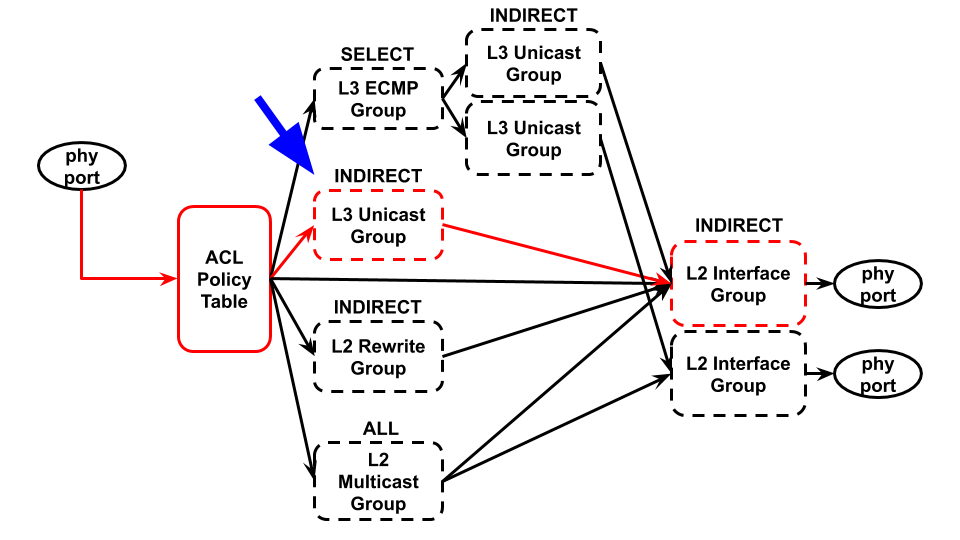 INDIRECT
SELECT
L3 Unicast
Group
L3 ECMP
Group
L3 Unicast
Group
phy
port
INDIRECT
L3 Unicast
Group
INDIRECT
ACL
Policy
Table
L2 Interface
Group
phy
port
INDIRECT
L2 Rewrite
Group
L2 Interface
Group
phy
port
ALL
L2
Multicast
Group